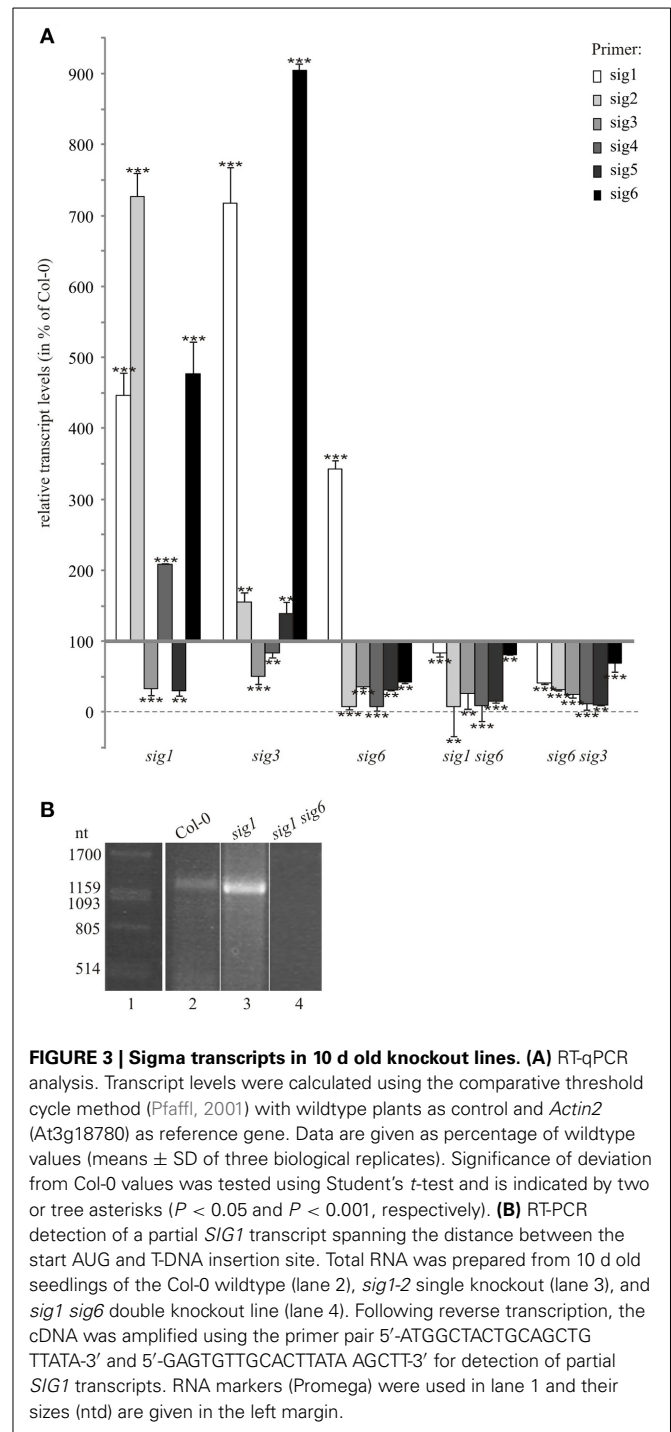 A
Primer:
sig1
sig2
sig3
sig4
sig5
sig6
relative transcript levels (in % of Col-0)
900
800
700
600
500
400
300
200
100
0
*** *** *** *** *** **
*** ** *** ** ** ***
*** *** *** *** ** **
*** ** ** *** *** **
*** *** *** *** ** ***
sig1 sig3 sig6 sig1 sig6 sig6 sig3
B
nt Col-0 sig1 sig1 sig6
1700
1159
1093
805
514
1 2 3 4
FIGURE 3 | Sigma transcripts in 10 d old knockout lines. (A) RT-qPCR
analysis. Transcript levels were calculated using the comparative threshold
cycle method (Pfaffl, 2001) with wildtype plants as control and Actin2
(At3g18780) as reference gene. Data are given as percentage of wildtype
values (means ± SD of three biological replicates). Significance of deviation
from Col-0 values was tested using Student's t-test and is indicated by two
or tree asterisks (P < 0.05 and P < 0.001, respectively). (B) RT-PCR
detection of a partial SIG1 transcript spanning the distance between the
start AUG and T-DNA insertion site. Total RNA was prepared from 10 d old
seedlings of the Col-0 wildtype (lane 2), sig1-2 single knockout (lane 3), and
sig1 sig6 double knockout line (lane 4). Following reverse transcription, the
cDNA was amplified using the primer pair 5′-ATGGCTACTGCAGCTG
TTATA-3′ and 5′-GAGTGTTGCACTTATA AGCTT-3′ for detection of partial
SIG1 transcripts. RNA markers (Promega) were used in lane 1 and their
sizes (ntd) are given in the left margin.